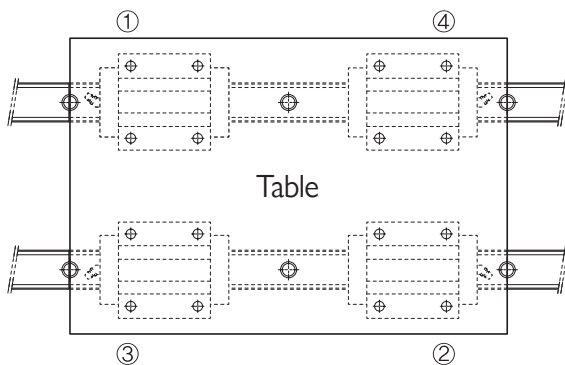 ① ④
Table
③ ②